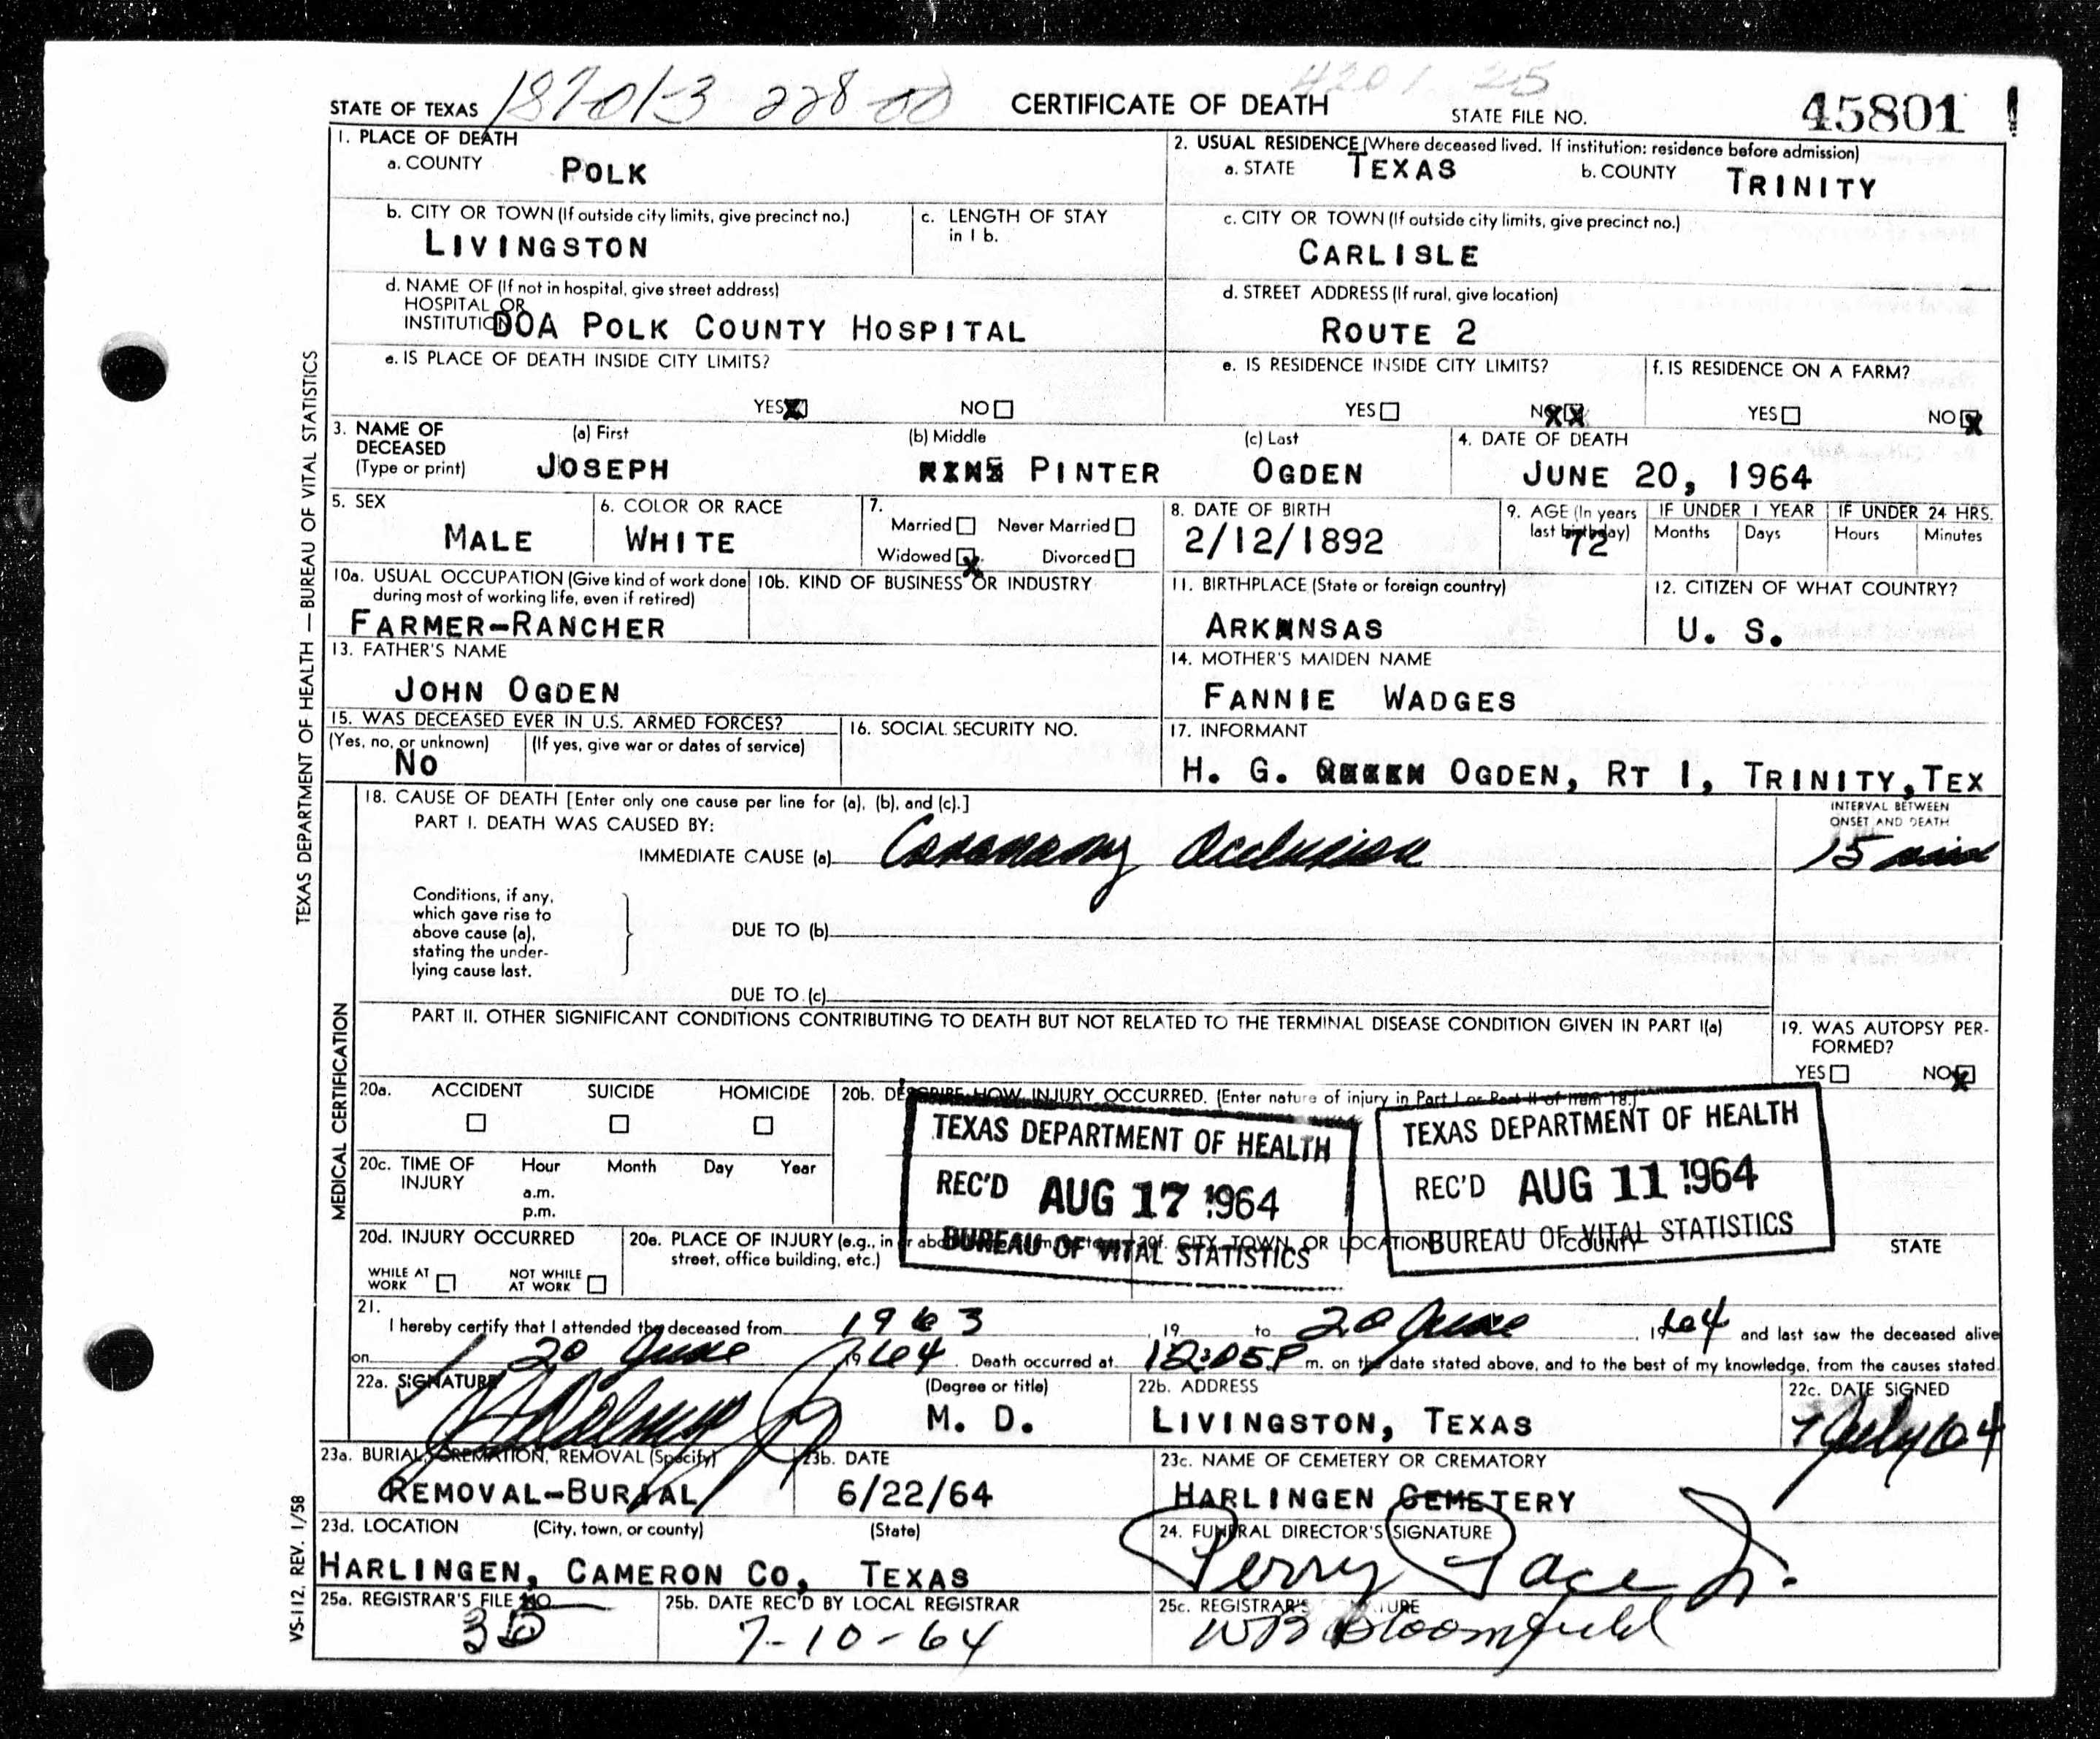 STATE OF TEXAS 187013 228 00 CERTIFICATE OF DEATH 4201 25 STATE FILE NO. 45801
1. PLACE OF DEATH
a. COUNTY POLK
2. USUAL RESIDENCE (Where deceased lived. If institution: residence before admission)
a. STATE TEXAS b. COUNTY TRINITY
b. CITY OR TOWN (If outside city limits, give precinct no.)
LIVINGSTON
c. LENGTH OF STAY
in 1 b.
c. CITY OR TOWN (If outside city limits, give precinct no.)
CARLISLE
d. NAME OF (If not in hospital, give street address)
HOSPITAL OR
INSTITUTION DOA POLK COUNTY HOSPITAL
d. STREET ADDRESS (If rural, give location)
ROUTE 2
e. IS PLACE OF DEATH INSIDE CITY LIMITS?
YES X NO
e. IS RESIDENCE INSIDE CITY LIMITS?
YES NO XX
f. IS RESIDENCE ON A FARM?
YES NO X
3. NAME OF
DECEASED
(Type or print)
(a) First
JOSEPH
(b) Middle
PINTER
(c) Last
OGDEN
4. DATE OF DEATH
JUNE 20, 1964
5. SEX
MALE
6. COLOR OR RACE
WHITE
7.
Married Never Married
Widowed X Divorced
8. DATE OF BIRTH
2/12/1892
9. AGE (In years
last birthday)
72
IF UNDER 1 YEAR
Months Days
IF UNDER 24 HRS.
Hours Minutes
10a. USUAL OCCUPATION (Give kind of work done
during most of working life, even if retired)
FARMER-RANCHER
10b. KIND OF BUSINESS OR INDUSTRY
11. BIRTHPLACE (State or foreign country)
ARKANSAS
12. CITIZEN OF WHAT COUNTRY?
U. S.
13. FATHER'S NAME
JOHN OGDEN
14. MOTHER'S MAIDEN NAME
FANNIE WADGES
15. WAS DECEASED EVER IN U.S. ARMED FORCES?
(Yes, no, or unknown) (If yes, give war or dates of service)
NO
16. SOCIAL SECURITY NO.
17. INFORMANT
H. G. OGDEN, RT 1, TRINITY, TEX
18. CAUSE OF DEATH [Enter only one cause per line for (a), (b), and (c).]
PART I. DEATH WAS CAUSED BY:
IMMEDIATE CAUSE (a) Coronary Occlusion
INTERVAL BETWEEN
ONSET AND DEATH
15 min
Conditions, if any,
which gave rise to
above cause (a),
stating the under-
lying cause last.
DUE TO (b)
DUE TO (c)
PART II. OTHER SIGNIFICANT CONDITIONS CONTRIBUTING TO DEATH BUT NOT RELATED TO THE TERMINAL DISEASE CONDITION GIVEN IN PART I(a)
19. WAS AUTOPSY PER-
FORMED?
YES NO X
20a. ACCIDENT SUICIDE HOMICIDE
20b. DESCRIBE HOW INJURY OCCURRED. (Enter nature of injury in Part I or Part II of item 18.)
20c. TIME OF
INJURY
Hour Month Day Year
a.m.
p.m.
TEXAS DEPARTMENT OF HEALTH
REC'D AUG 17 1964
BUREAU OF VITAL STATISTICS
TEXAS DEPARTMENT OF HEALTH
REC'D AUG 11 1964
BUREAU OF VITAL STATISTICS
20d. INJURY OCCURRED
WHILE AT
WORK
NOT WHILE
AT WORK
20e. PLACE OF INJURY (e.g., in or about
street, office building, etc.)
20f. CITY, TOWN, OR LOCATION COUNTY STATE
21.
I hereby certify that I attended the deceased from 1963, 19 to 20 June, 1964 and last saw the deceased alive
on 20 June 1964. Death occurred at 12:05P m. on the date stated above, and to the best of my knowledge, from the causes stated.
22a. SIGNATURE
(Degree or title)
M. D.
22b. ADDRESS
LIVINGSTON, TEXAS
22c. DATE SIGNED
7 July 64
23a. BURIAL, CREMATION, REMOVAL (Specify)
REMOVAL-BURIAL
23b. DATE
6/22/64
23c. NAME OF CEMETERY OR CREMATORY
HARLINGEN CEMETERY
23d. LOCATION (City, town, or county) (State)
HARLINGEN, CAMERON CO, TEXAS
24. FUNERAL DIRECTOR'S SIGNATURE
Perry Pace Jr.
25a. REGISTRAR'S FILE NO.
25b. DATE REC'D BY LOCAL REGISTRAR
7-10-64
25c. REGISTRAR'S SIGNATURE
WB Bloomfield
TEXAS DEPARTMENT OF HEALTH — BUREAU OF VITAL STATISTICS
MEDICAL CERTIFICATION
VS-112. REV. 1/58